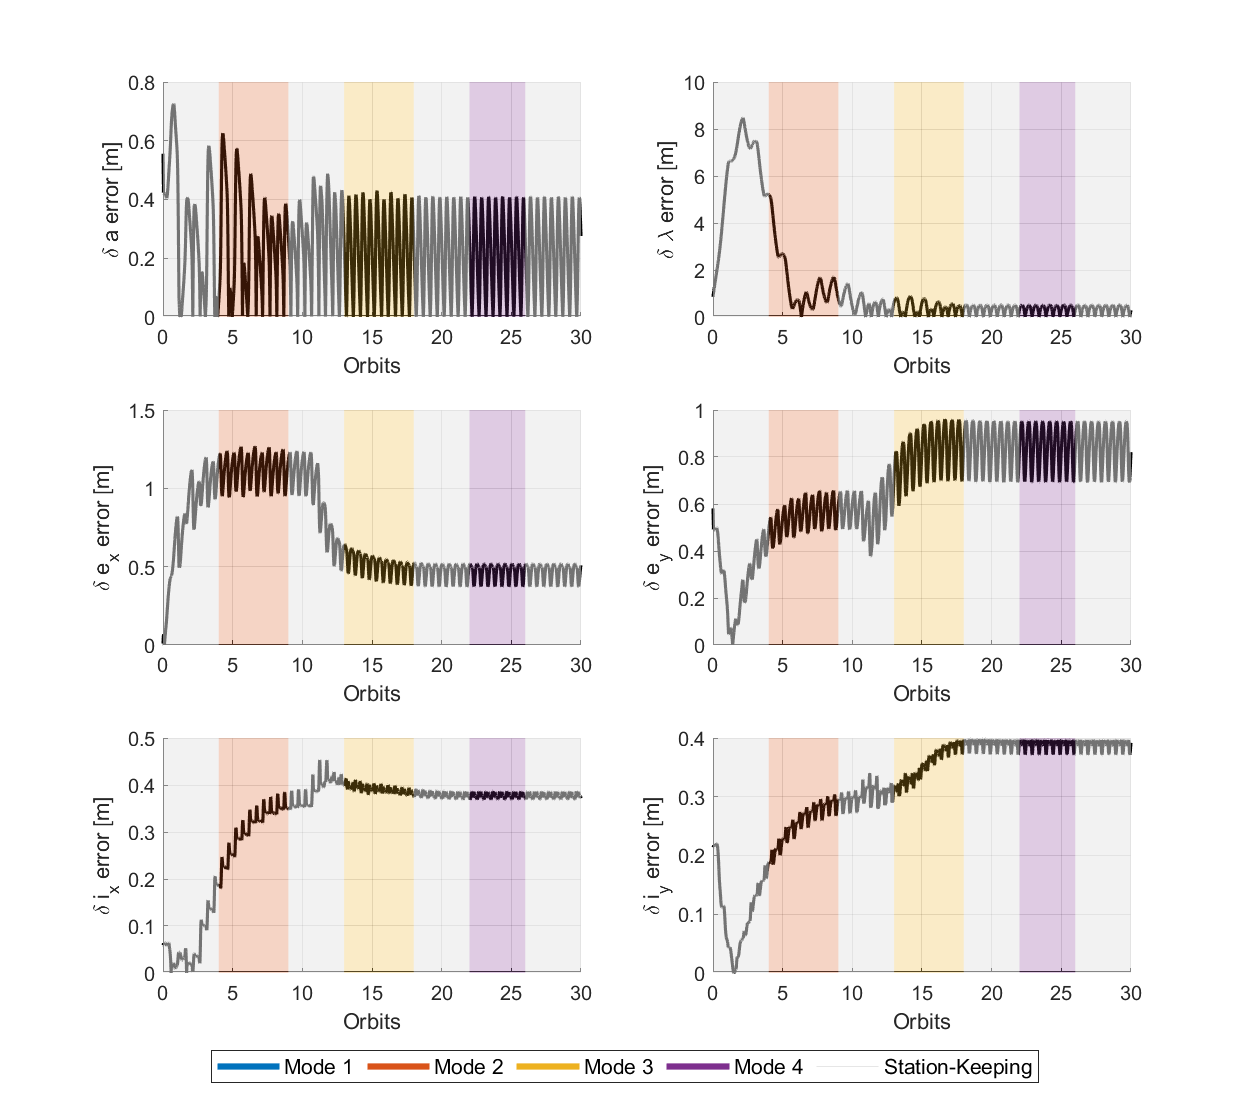 0.8
0.6
0.4
0.2
0
δ a error [m]
0 5 10 15 20 25 30
Orbits
10
8
6
4
2
0
δ λ error [m]
0 5 10 15 20 25 30
Orbits
1.5
1
0.5
0
δ e_x error [m]
0 5 10 15 20 25 30
Orbits
1
0.8
0.6
0.4
0.2
0
δ e_y error [m]
0 5 10 15 20 25 30
Orbits
0.5
0.4
0.3
0.2
0.1
0
δ i_x error [m]
0 5 10 15 20 25 30
Orbits
0.4
0.3
0.2
0.1
0
δ i_y error [m]
0 5 10 15 20 25 30
Orbits
Mode 1 Mode 2 Mode 3 Mode 4 Station-Keeping